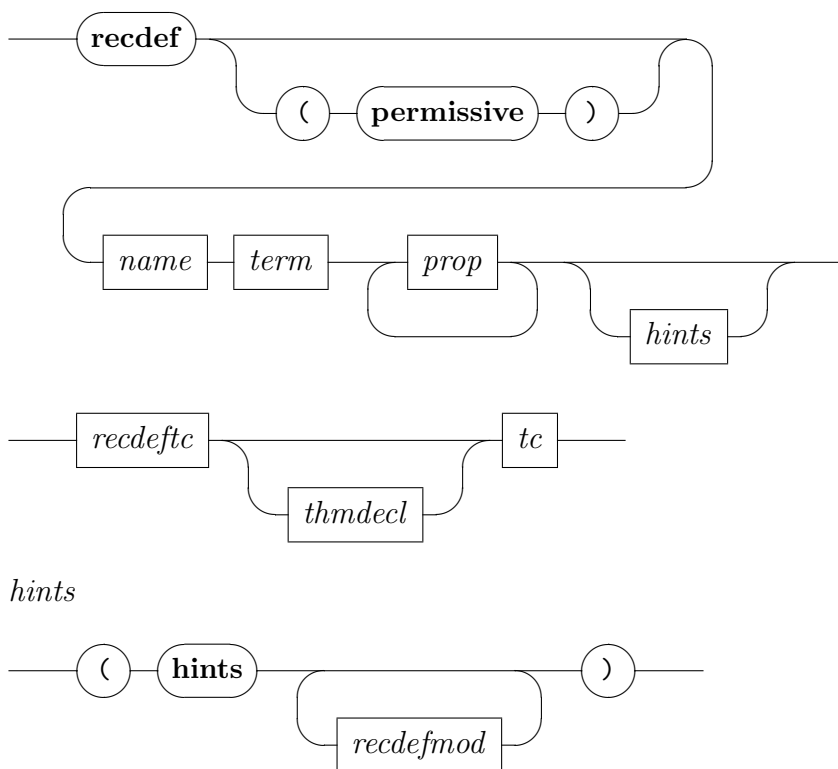 recdef
( permissive )
name term prop
hints
recdeftc tc
thmdecl
hints
( hints )
recdefmod